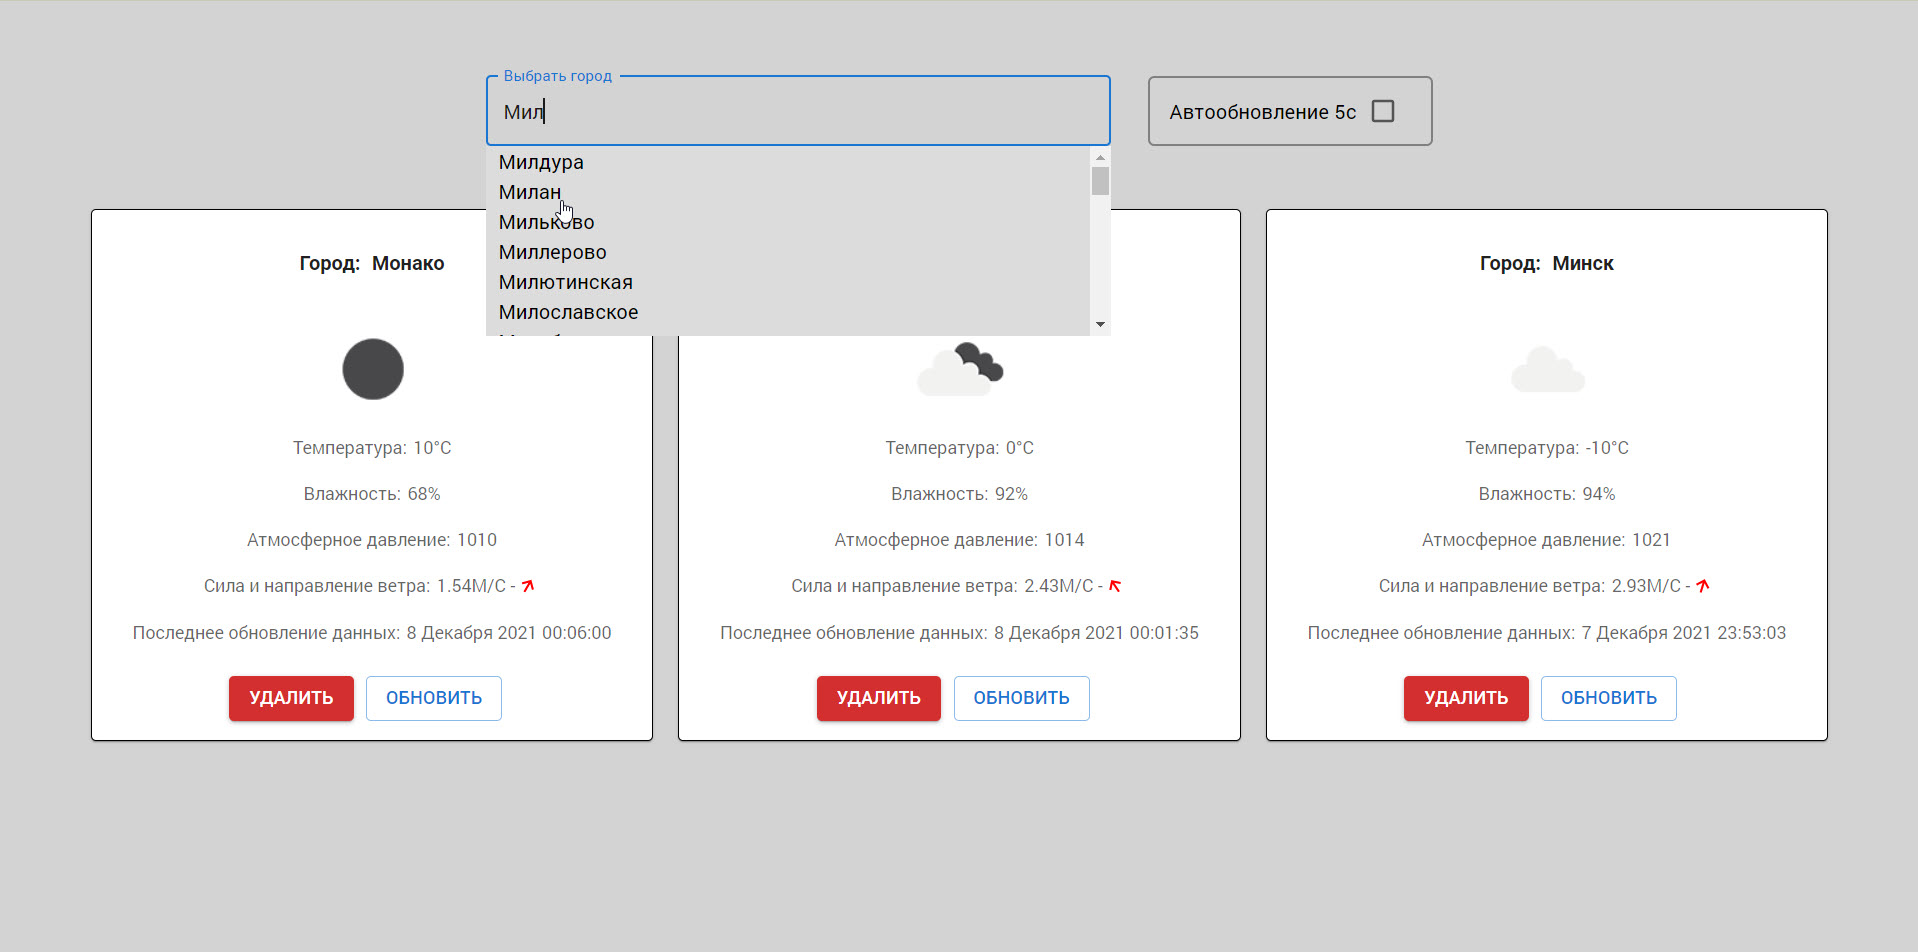 Выбрать город
Мил
Автообновление 5с
Милдура
Милан
Мильково
Миллерово
Милютинская
Милославское
Город: Монако
Температура: 10°C
Влажность: 68%
Атмосферное давление: 1010
Сила и направление ветра: 1.54М/С -
Последнее обновление данных: 8 Декабря 2021 00:06:00
УДАЛИТЬ ОБНОВИТЬ
Температура: 0°C
Влажность: 92%
Атмосферное давление: 1014
Сила и направление ветра: 2.43М/С -
Последнее обновление данных: 8 Декабря 2021 00:01:35
УДАЛИТЬ ОБНОВИТЬ
Город: Минск
Температура: -10°C
Влажность: 94%
Атмосферное давление: 1021
Сила и направление ветра: 2.93М/С -
Последнее обновление данных: 7 Декабря 2021 23:53:03
УДАЛИТЬ ОБНОВИТЬ